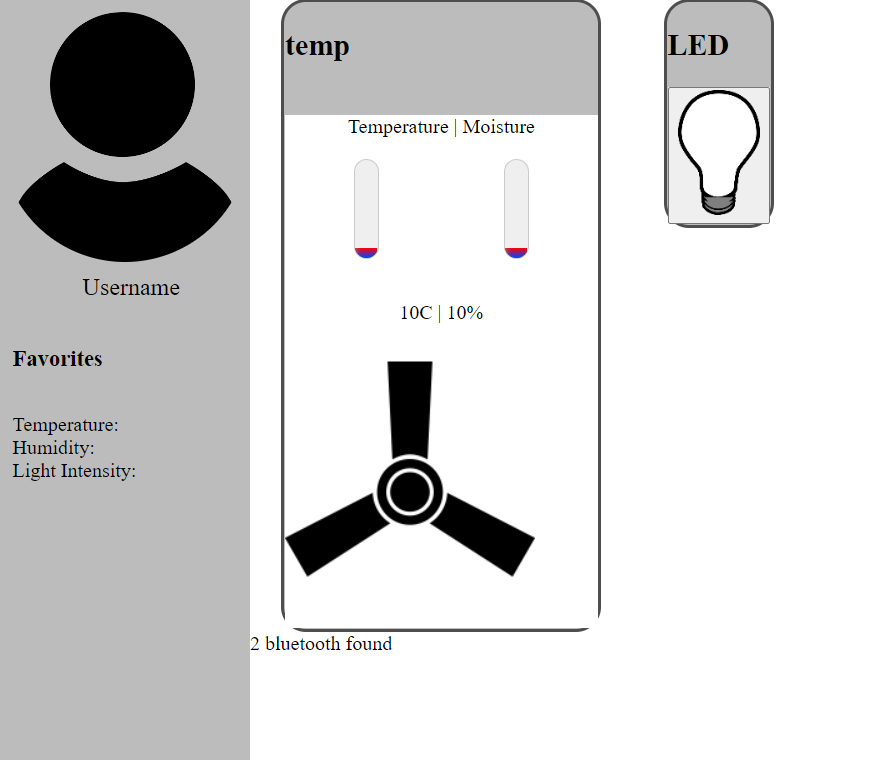 Username
Favorites
Temperature:
Humidity:
Light Intensity:
temp
Temperature | Moisture
10C | 10%
2 bluetooth found
LED